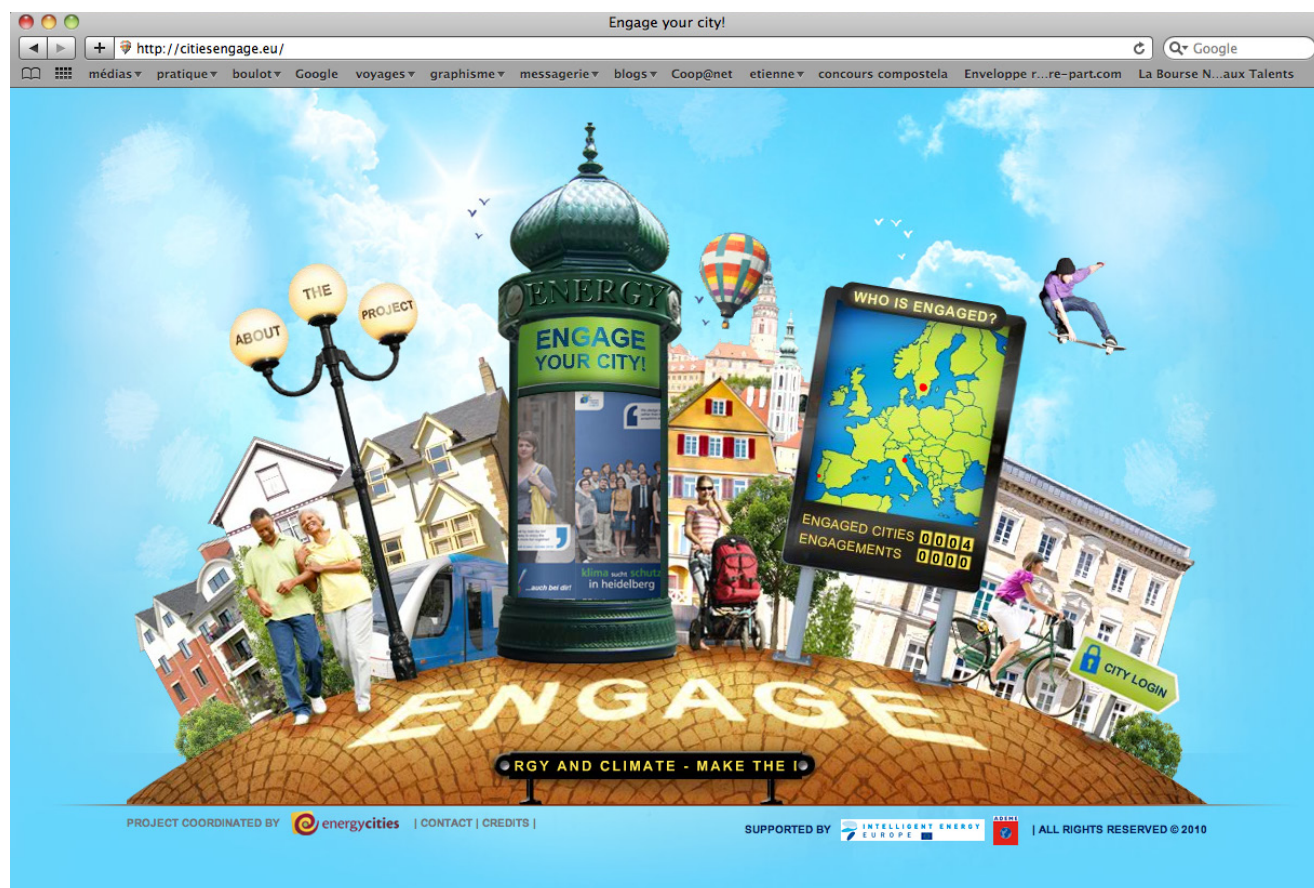 Engage your city!
http://citiesengage.eu/
Google
médias pratique boulot Google voyages graphisme messagerie blogs Coop@net etienne concours compostela Enveloppe r...re-part.com La Bourse N...aux Talents
ABOUT THE PROJECT
ENERGY
ENGAGE
YOUR CITY!
klima sucht schutz
in heidelberg
...auch bei dir!
WHO IS ENGAGED?
ENGAGED CITIES 0004
ENGAGEMENTS 0000
CITY LOGIN
ENGAGE
RGY AND CLIMATE - MAKE THE
PROJECT COORDINATED BY energycities | CONTACT | CREDITS |
SUPPORTED BY INTELLIGENT ENERGY EUROPE ADEME | ALL RIGHTS RESERVED © 2010